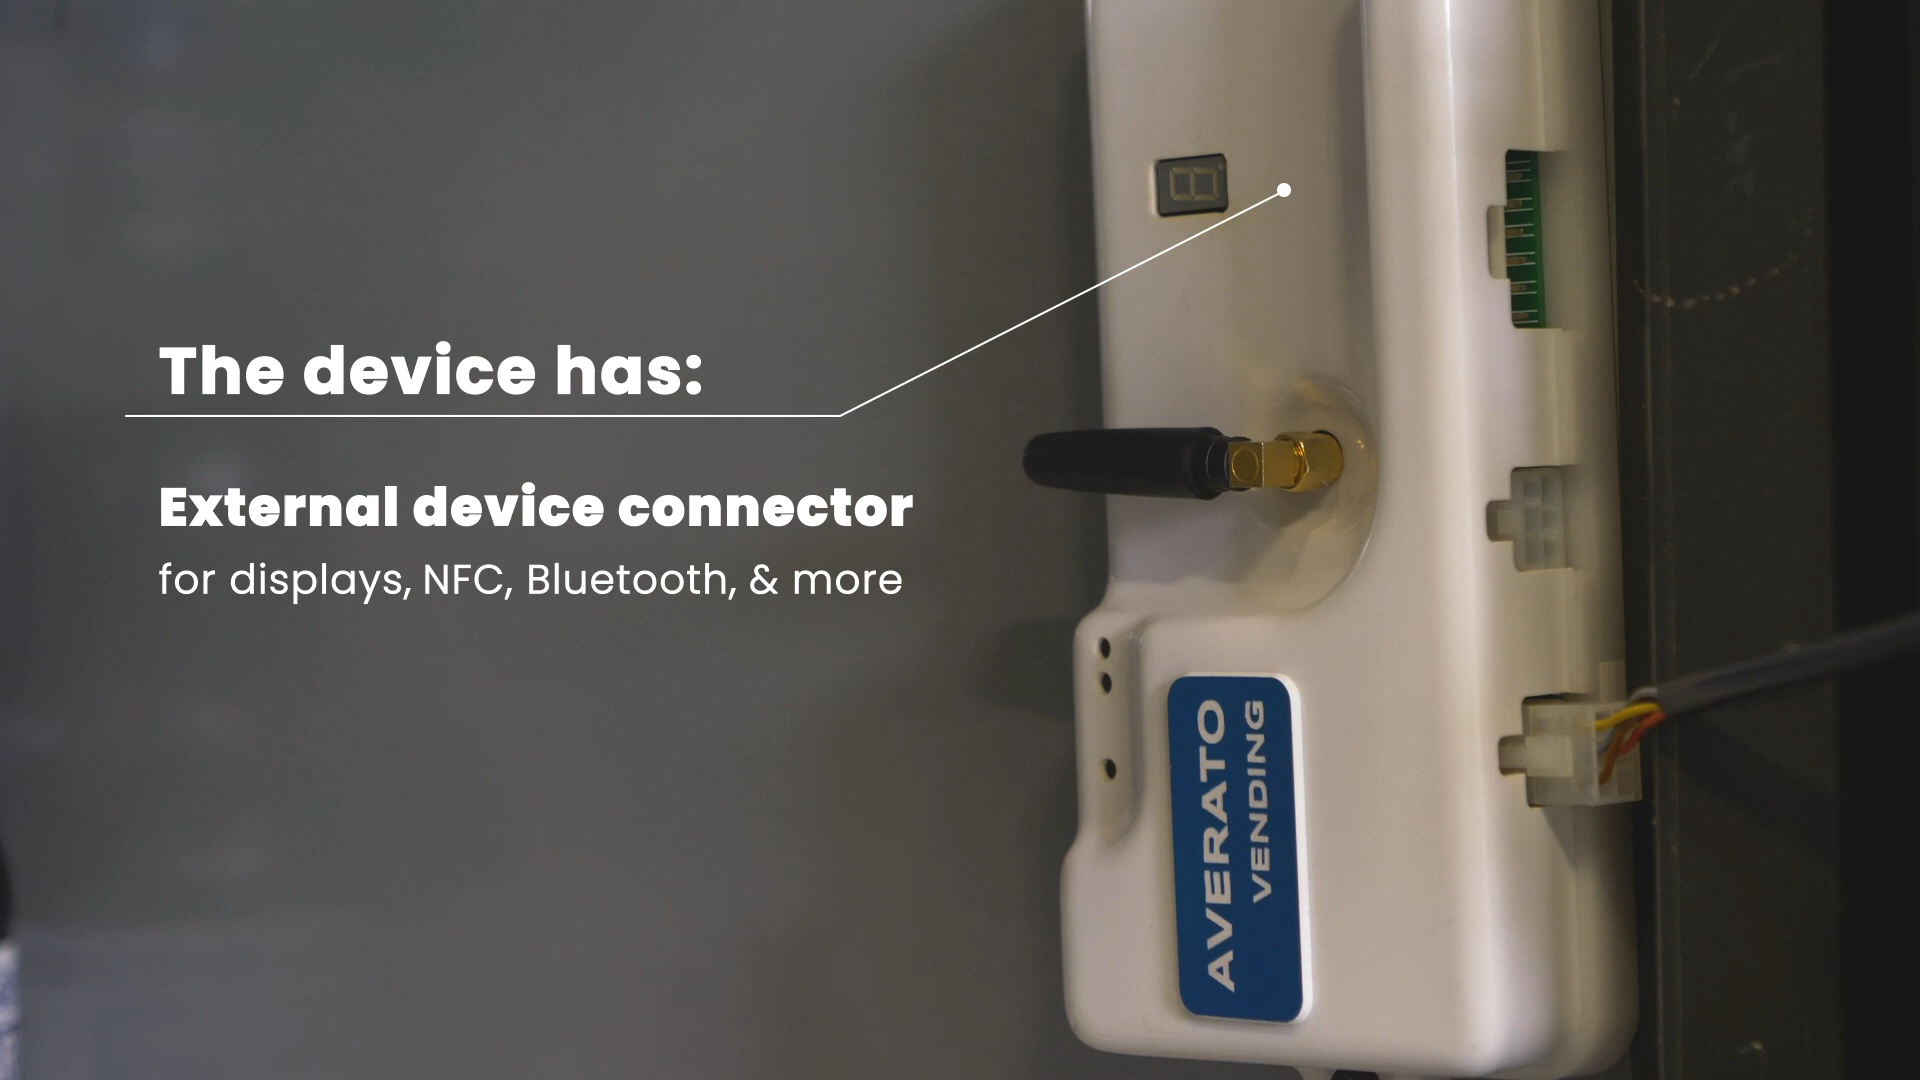 The device has:
External device connector
for displays, NFC, Bluetooth, & more
AVERATO
VENDING